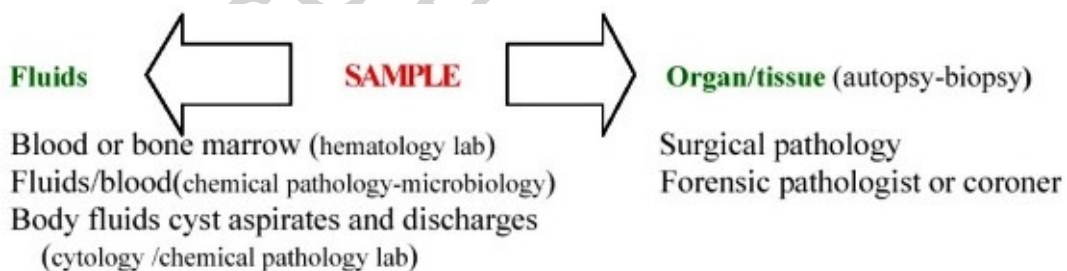 Fluids SAMPLE Organ/tissue (autopsy-biopsy)
Blood or bone marrow (hematology lab)
Fluids/blood(chemical pathology-microbiology)
Body fluids cyst aspirates and discharges
(cytology /chemical pathology lab)
Surgical pathology
Forensic pathologist or coroner